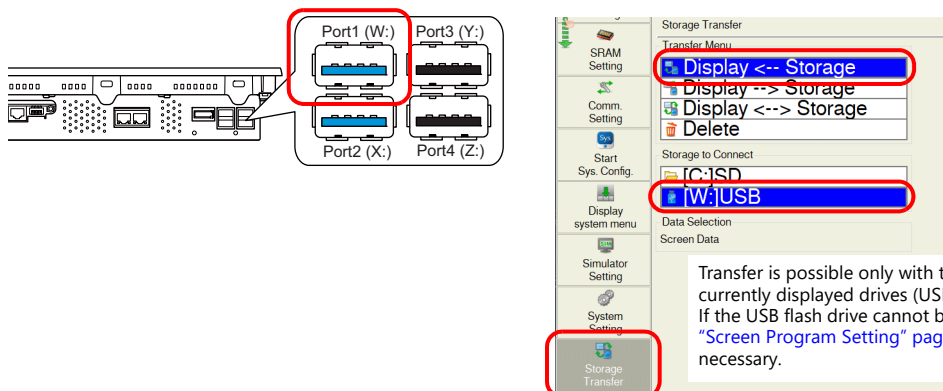 Port1 (W:)
Port3 (Y:)
Port2 (X:)
Port4 (Z:)
SRAM
Setting
Comm.
Setting
Sys
Start
Sys. Config.
Display
system menu
SIM
Simulator
Setting
System
Setting
Storage
Transfer
Storage Transfer
Transfer Menu
Display <-- Storage
Display --> Storage
Display <--> Storage
Delete
Storage to Connect
[C:]SD
[W:]USB
Data Selection
Screen Data
Transfer is possible only with
currently displayed drives
If the USB flash drive cannot
"Screen Program Setting"
necessary.